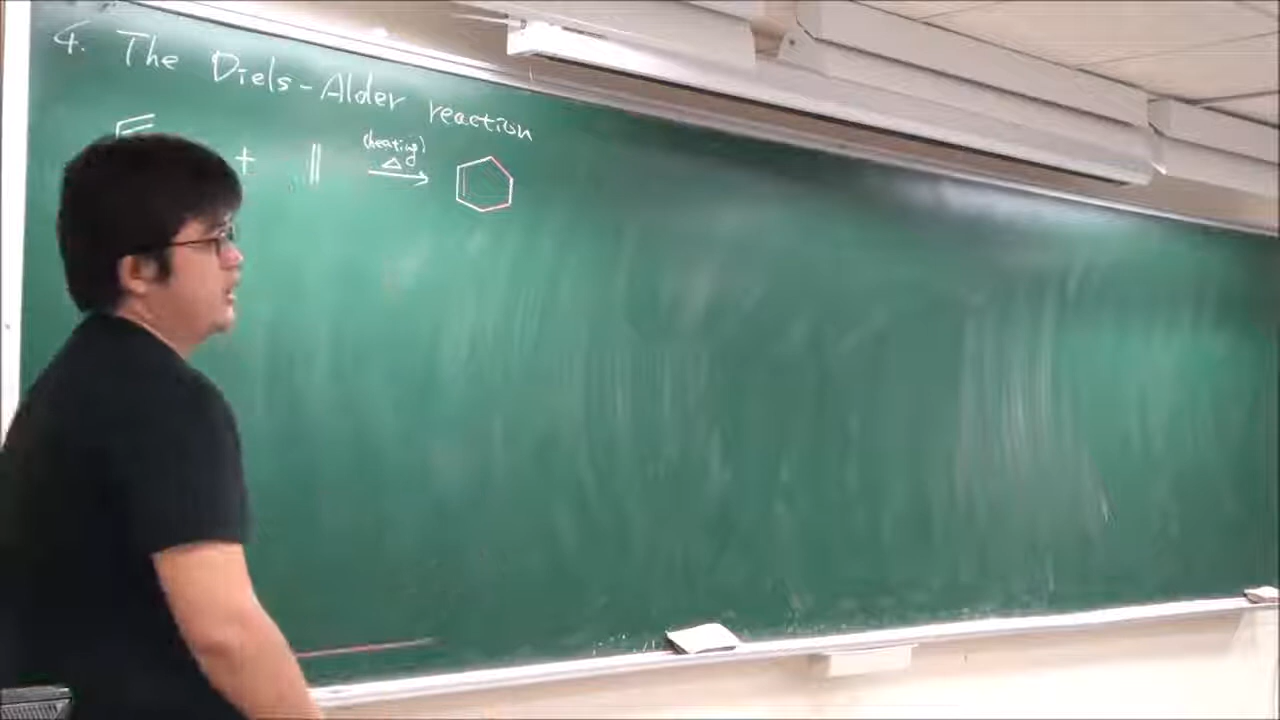 4. The Diels-Alder reaction
(heating)
+ Δ